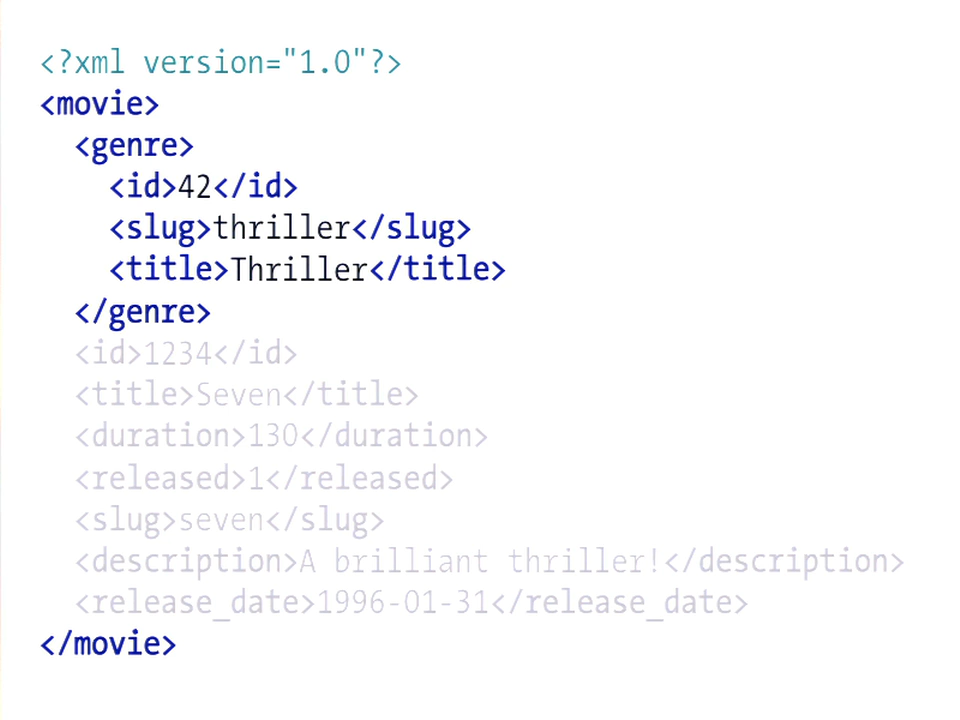 <?xml version="1.0"?>
<movie>
  <genre>
    <id>42</id>
    <slug>thriller</slug>
    <title>Thriller</title>
  </genre>
  <id>1234</id>
  <title>Seven</title>
  <duration>130</duration>
  <released>1</released>
  <slug>seven</slug>
  <description>A brilliant thriller!</description>
  <release_date>1996-01-31</release_date>
</movie>